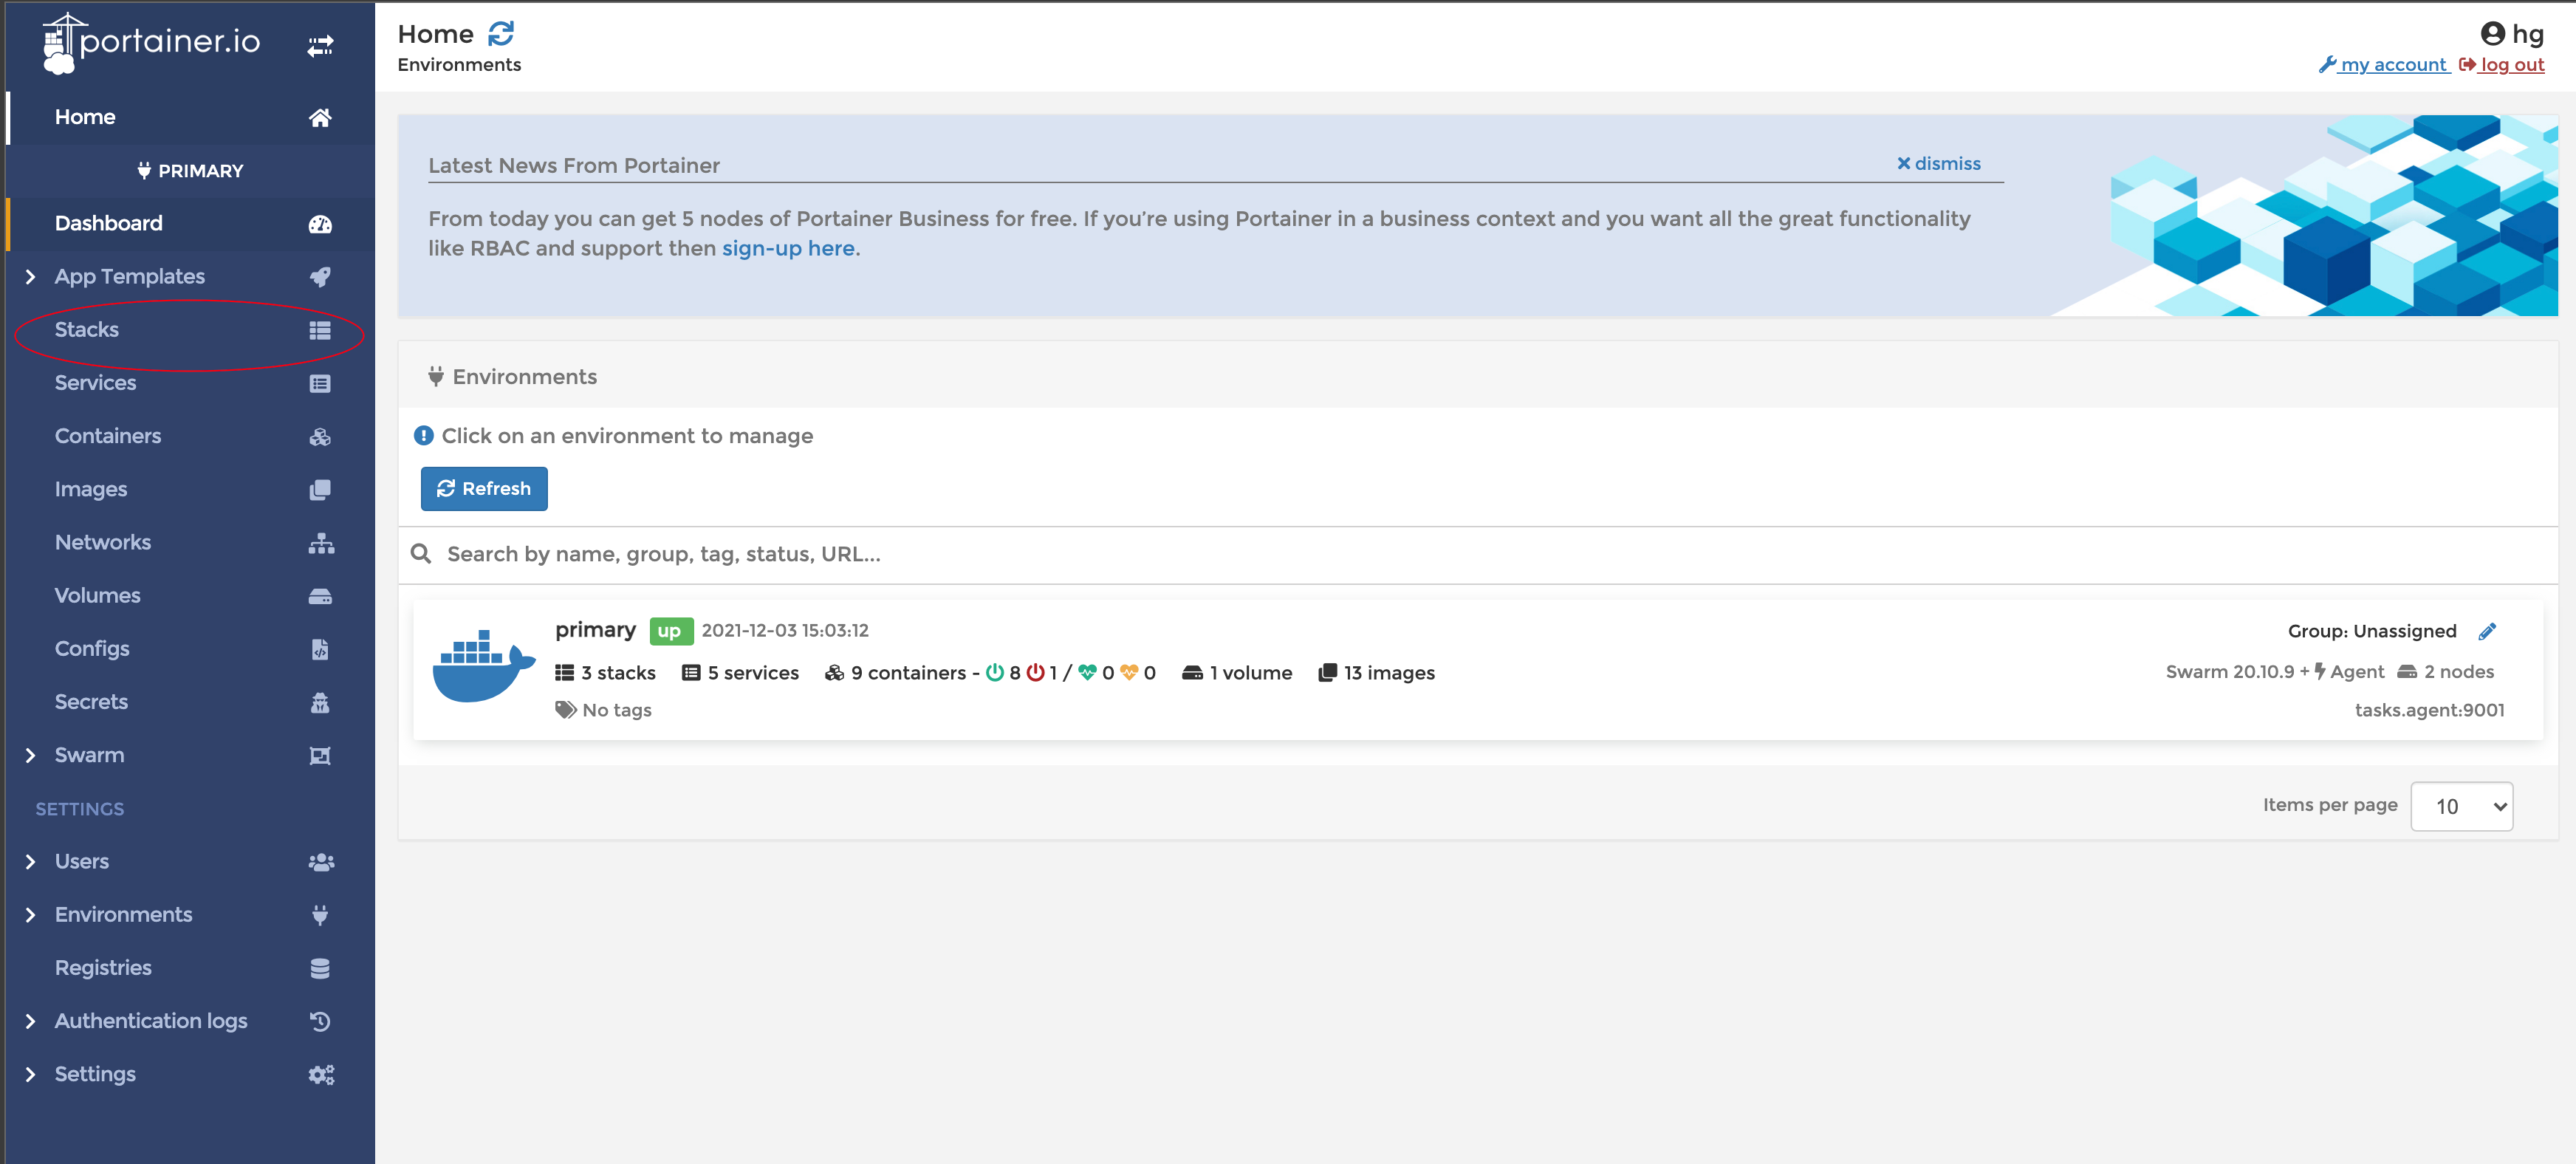 portainer.io
Home
PRIMARY
Dashboard
App Templates
Stacks
Services
Containers
Images
Networks
Volumes
Configs
Secrets
Swarm
SETTINGS
Users
Environments
Registries
Authentication logs
Settings
Home
Environments
hg
my account log out
Latest News From Portainer
dismiss
From today you can get 5 nodes of Portainer Business for free. If you’re using Portainer in a business context and you want all the great functionality
like RBAC and support then sign-up here.
Environments
Click on an environment to manage
Refresh
Search by name, group, tag, status, URL...
primary up 2021-12-03 15:03:12
3 stacks 5 services 9 containers - 8 1 / 0 0 1 volume 13 images
No tags
Group: Unassigned
Swarm 20.10.9 + Agent 2 nodes
tasks.agent:9001
Items per page 10